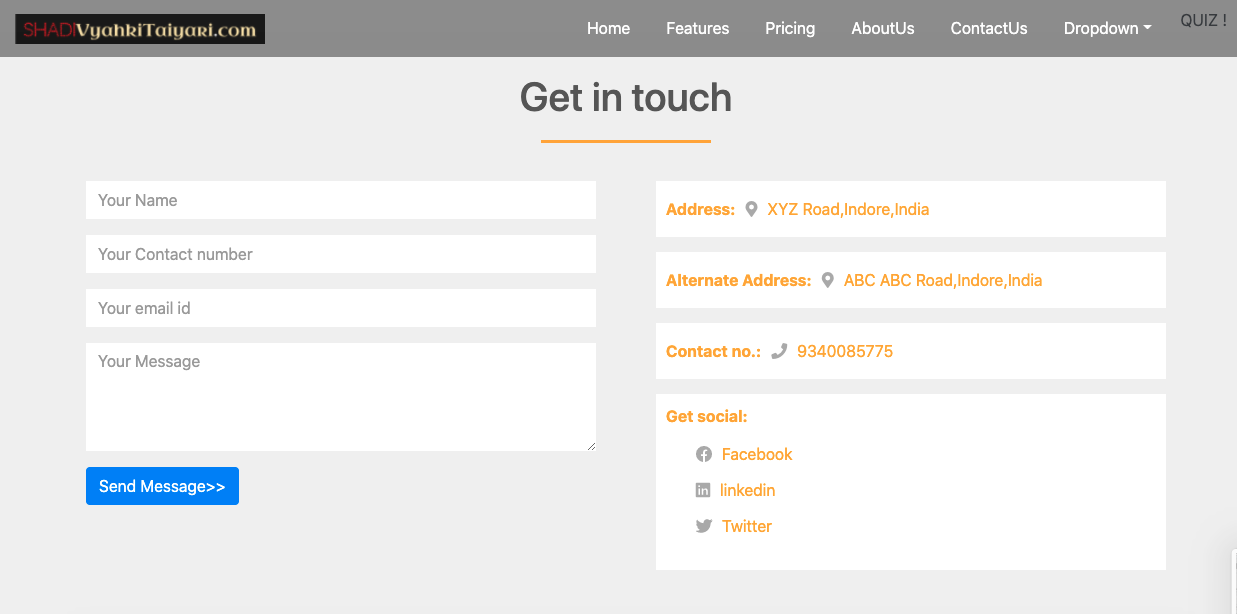 SHADIVyahkiTaiyari.com
Home Features Pricing AboutUs ContactUs Dropdown QUIZ !
Get in touch
Your Name
Your Contact number
Your email id
Your Message
Send Message>>
Address: XYZ Road,Indore,India
Alternate Address: ABC ABC Road,Indore,India
Contact no.: 9340085775
Get social:
Facebook
linkedin
Twitter